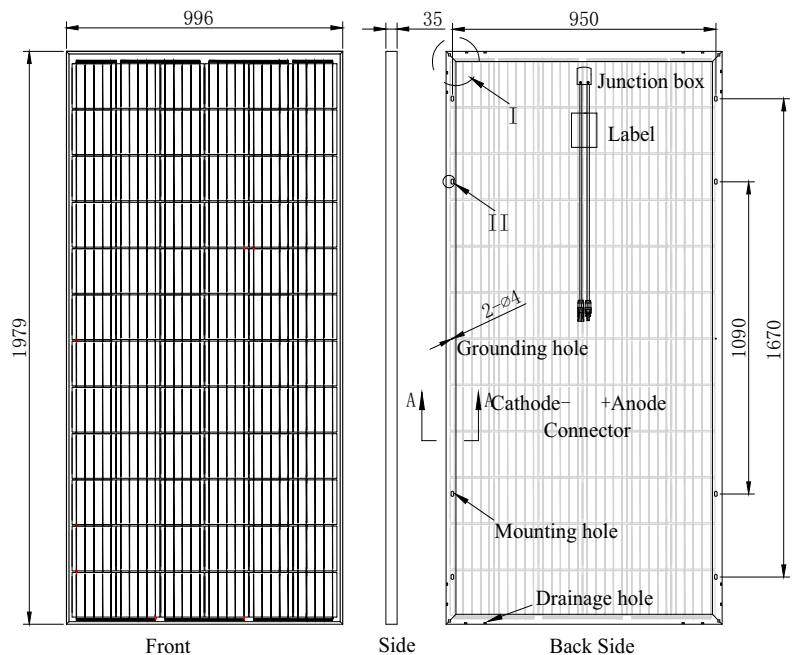 996
35
950
Junction box
I
Label
II
2-ø4
1979
Grounding hole
1090
1670
A
A
Cathode-
+Anode
Connector
Mounting hole
Drainage hole
Front
Side
Back Side